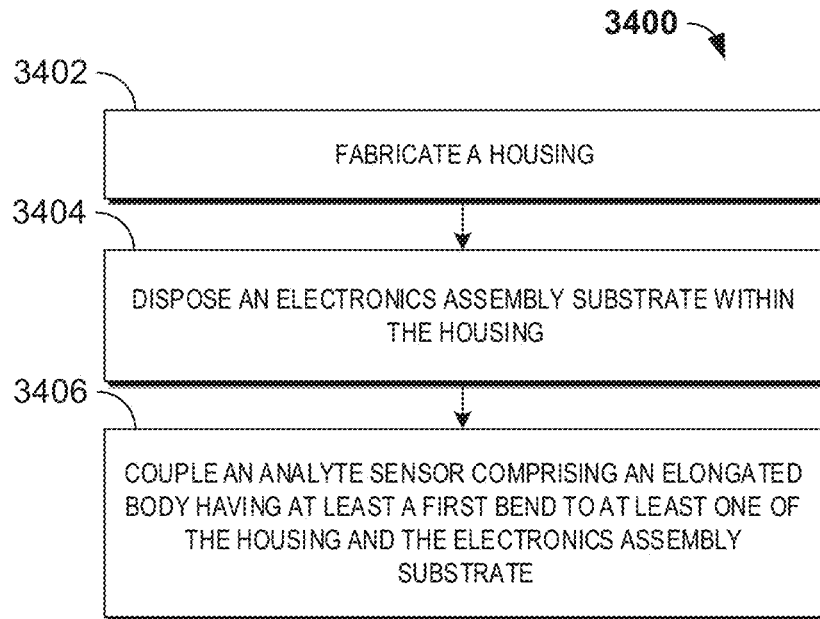 3400
3402
FABRICATE A HOUSING
3404
DISPOSE AN ELECTRONICS ASSEMBLY SUBSTRATE WITHIN
THE HOUSING
3406
COUPLE AN ANALYTE SENSOR COMPRISING AN ELONGATED
BODY HAVING AT LEAST A FIRST BEND TO AT LEAST ONE OF
THE HOUSING AND THE ELECTRONICS ASSEMBLY
SUBSTRATE.